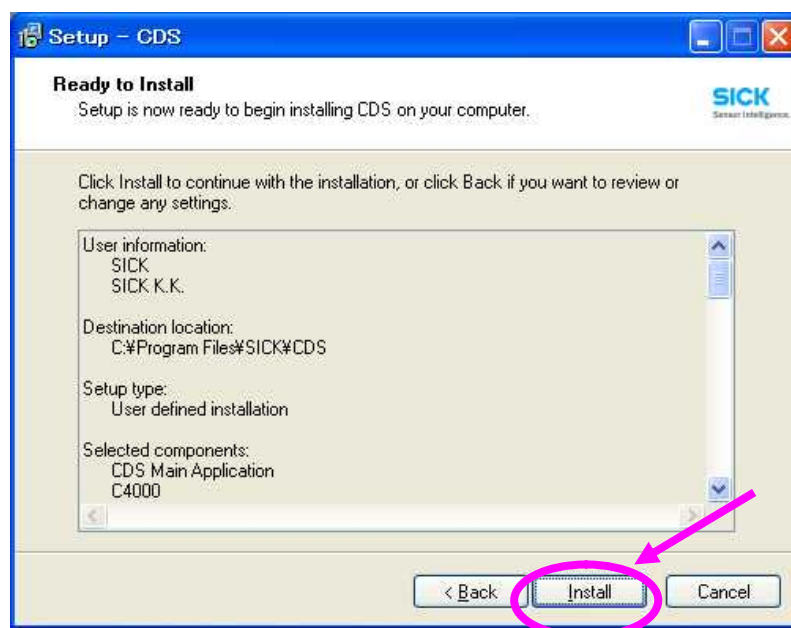 Setup - CDS
Ready to Install
Setup is now ready to begin installing CDS on your computer.
SICK
Sensor Intelligence.
Click Install to continue with the installation, or click Back if you want to review or
change any settings.
User information:
SICK
SICK K.K.
Destination location:
C:¥Program Files¥SICK¥CDS
Setup type:
User defined installation
Selected components:
CDS Main Application
C4000
< Back
Install
Cancel